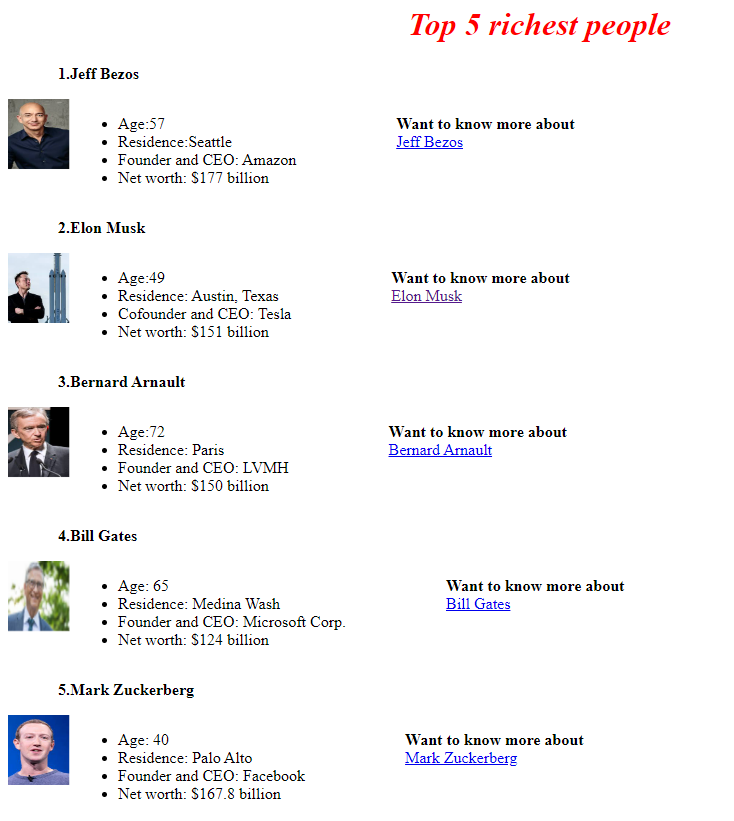 Top 5 richest people
1.Jeff Bezos
Age:57
Residence:Seattle
Founder and CEO: Amazon
Net worth: $177 billion
Want to know more about
Jeff Bezos
2.Elon Musk
Age:49
Residence: Austin, Texas
Cofounder and CEO: Tesla
Net worth: $151 billion
Want to know more about
Elon Musk
3.Bernard Arnault
Age:72
Residence: Paris
Founder and CEO: LVMH
Net worth: $150 billion
Want to know more about
Bernard Arnault
4.Bill Gates
Age: 65
Residence: Medina Wash
Founder and CEO: Microsoft Corp.
Net worth: $124 billion
Want to know more about
Bill Gates
5.Mark Zuckerberg
Age: 40
Residence: Palo Alto
Founder and CEO: Facebook
Net worth: $167.8 billion
Want to know more about
Mark Zuckerberg